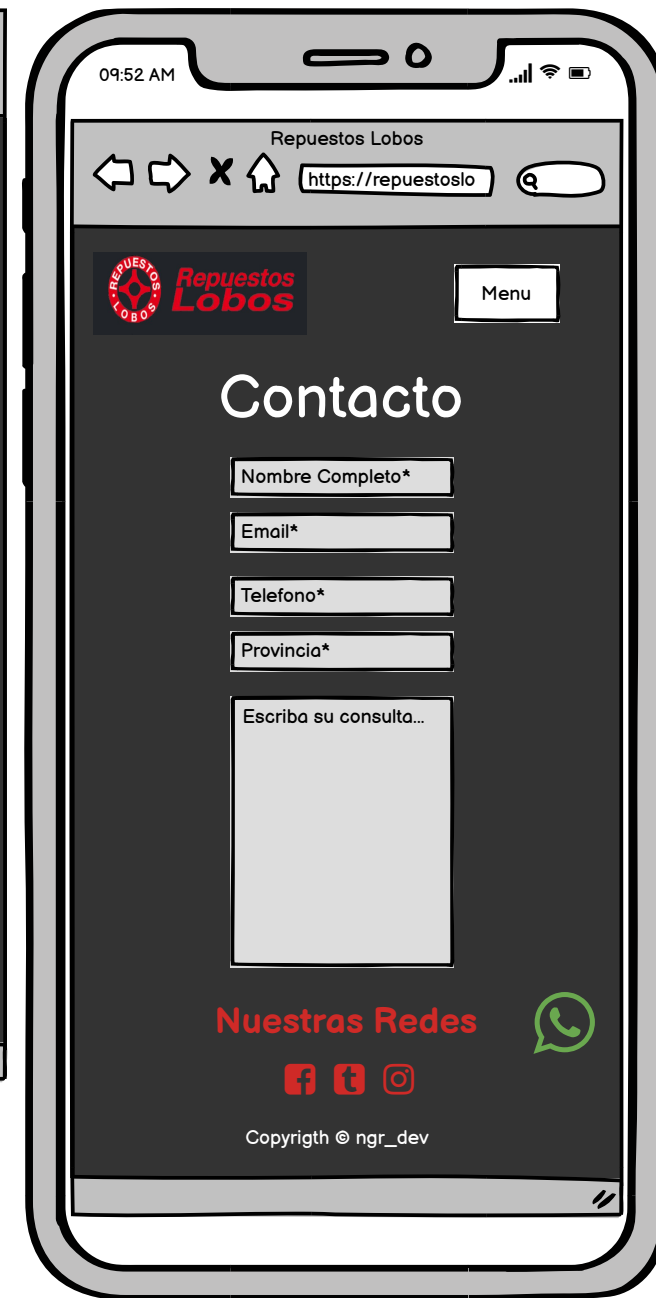 09:52 AM
Repuestos Lobos
https://repuestoslo
REPUESTOS LOBOS
Repuestos
Lobos
Menu
Contacto
Nombre Completo*
Email*
Telefono*
Provincia*
Escriba su consulta...
Nuestras Redes
Copyrigth © ngr_dev